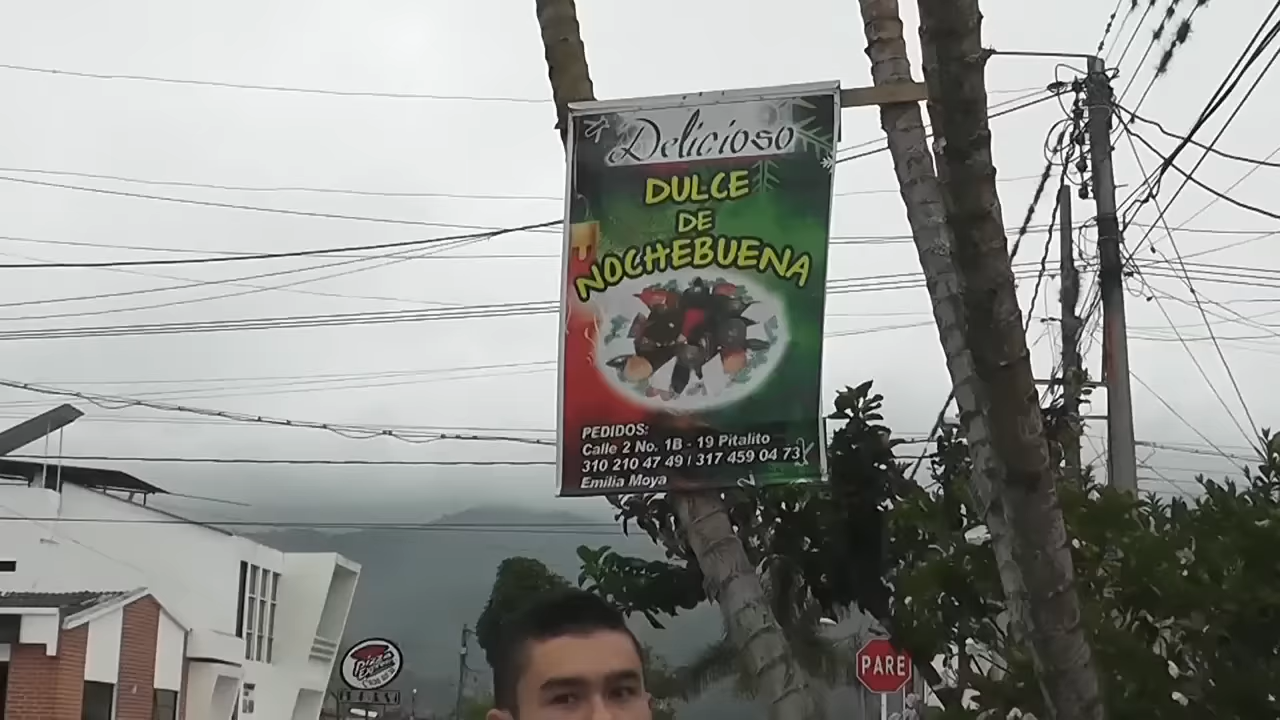 Delicioso
DULCE
DE
NOCHEBUENA
PEDIDOS:
Calle 2 No. 1B - 19 Pitalito
310 210 47 49 / 317 459 04 73
Emilia Moya
PARE
Pizza